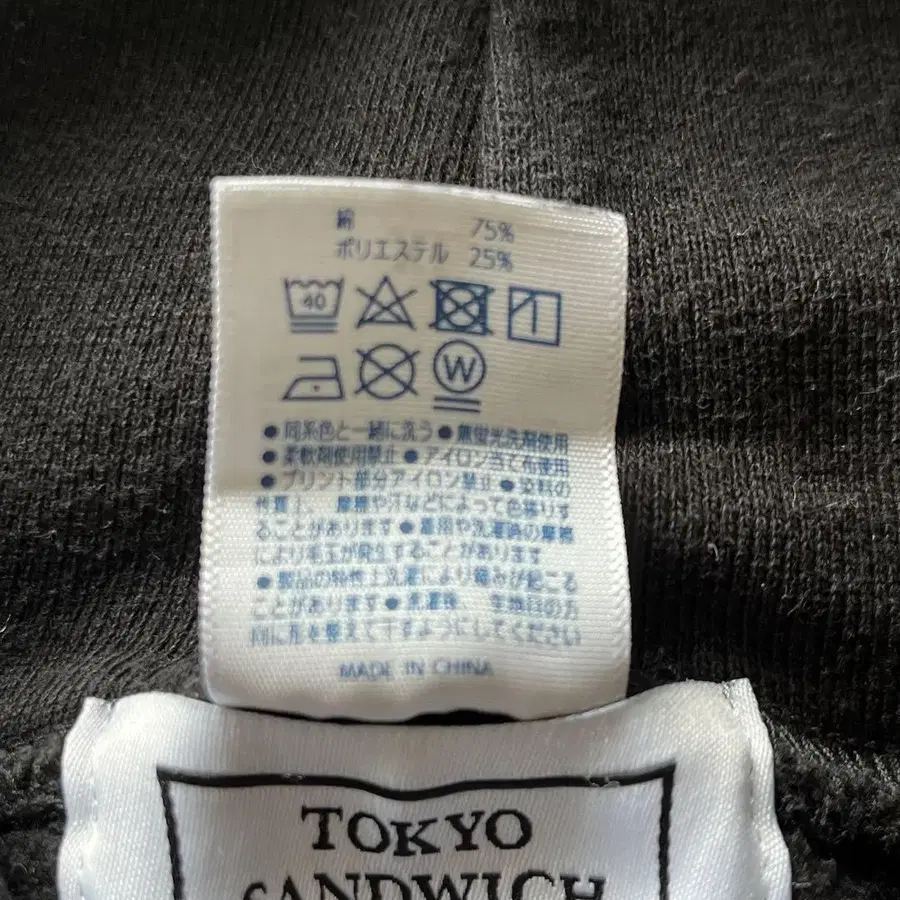 綿 75%
ポリエステル 25%
40
W
●同系色と一緒に洗う ●無蛍光洗剤使用
●柔軟剤使用禁止 ●アイロン当て布使用
●プリント部分アイロン禁止 ●染料の
性質上、摩擦や汗などによって色移りす
ることがあります ●着用や洗濯時の摩擦
により毛玉が発生することがあります
●製品の特性上洗濯により縮みが起こる
ことがあります ●洗濯後、生地目の方
向に形を整えて干すようにしてください
MADE IN CHINA
TOKYO
SANDWICH